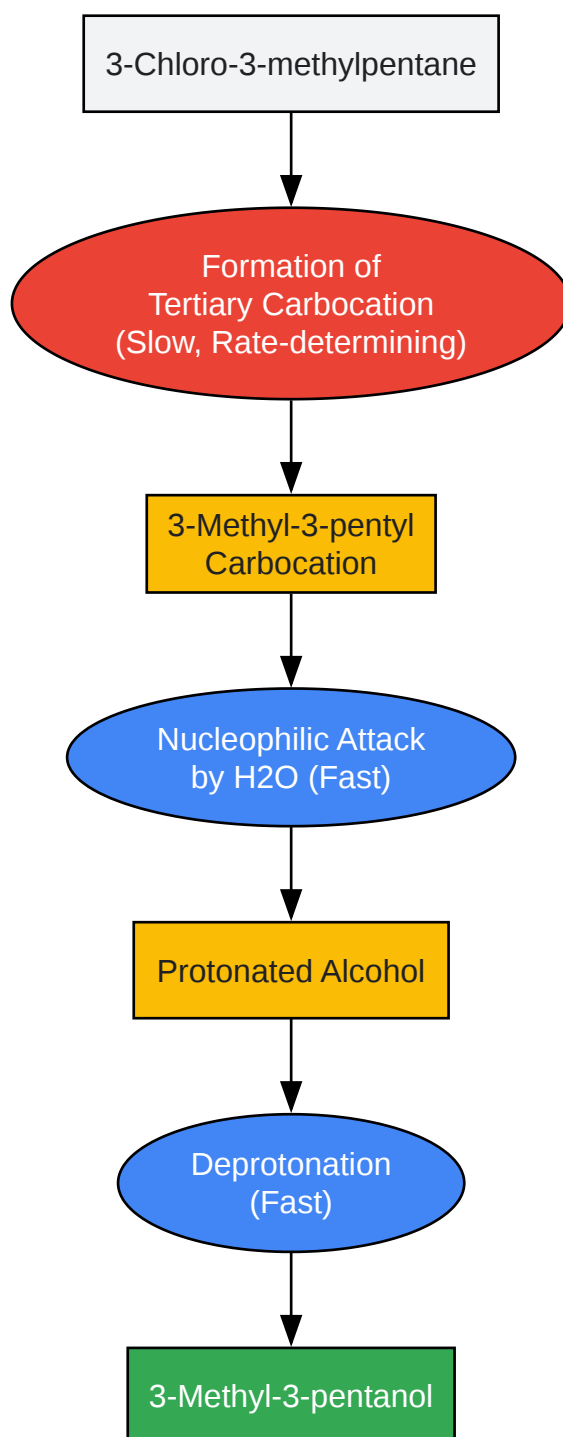 3-Chloro-3-methylpentane
Formation of
Tertiary Carbocation
(Slow, Rate-determining)
3-Methyl-3-pentyl
Carbocation
Nucleophilic Attack
by H2O (Fast)
Protonated Alcohol
Deprotonation
(Fast)
3-Methyl-3-pentanol